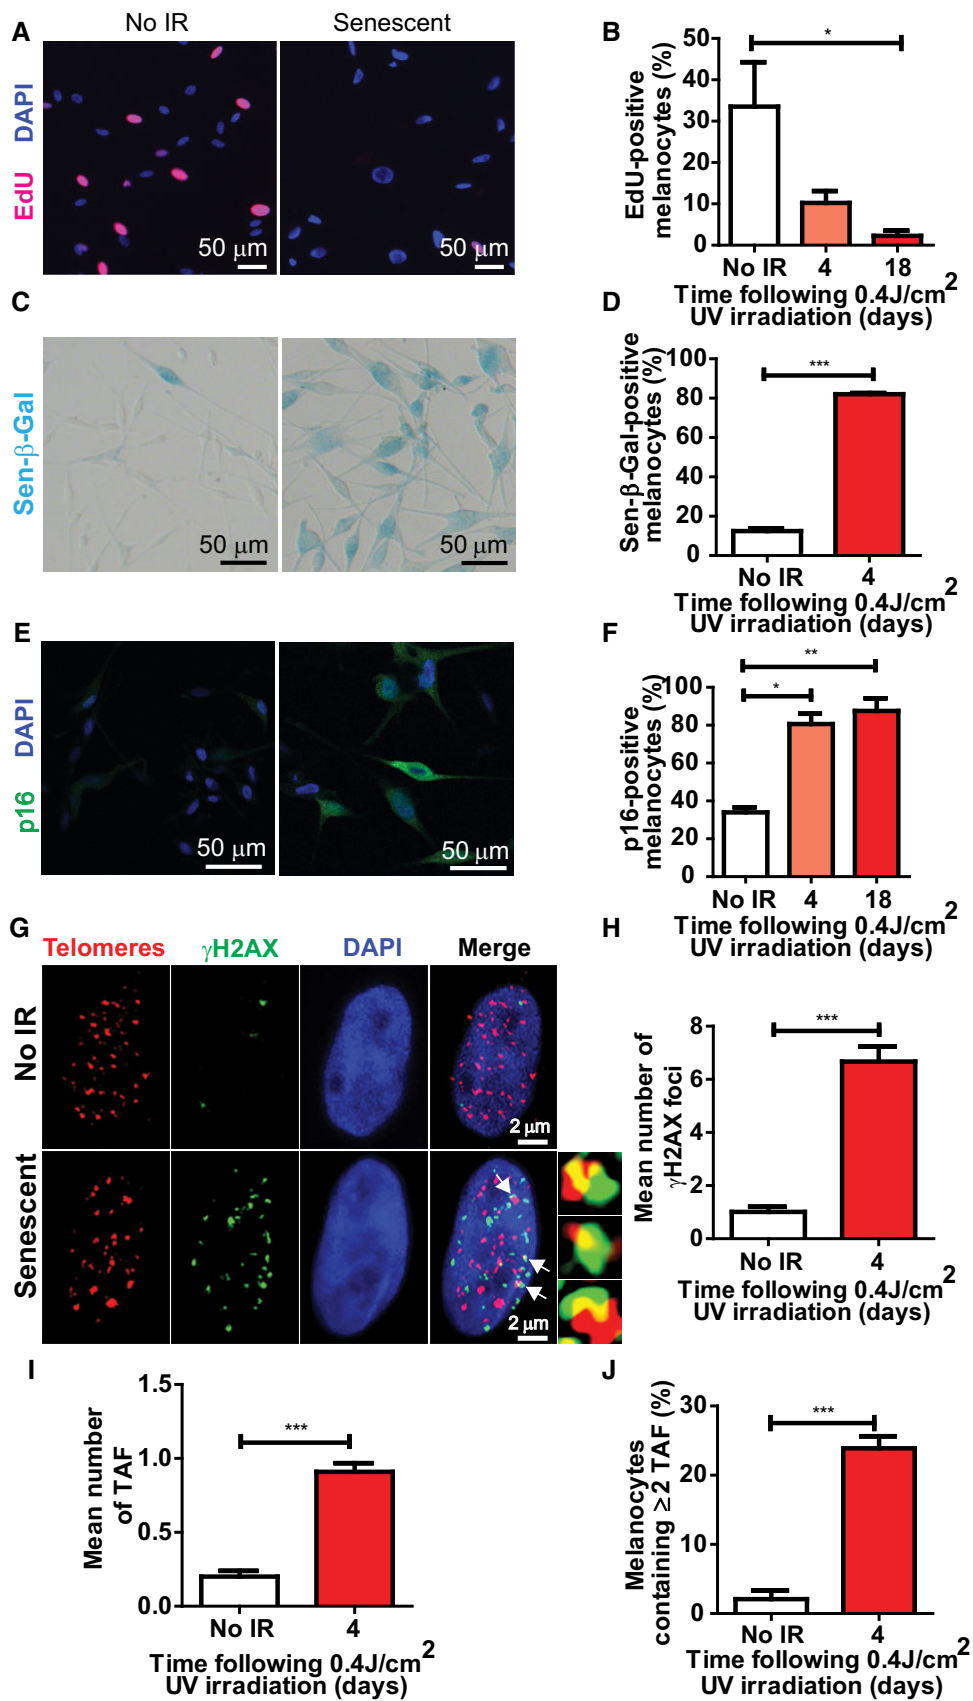 A
No IR
Senescent
EdU DAPI
50 μm
50 μm
B
EdU-positive
melanocytes (%)
50
40
30
20
10
0
*
No IR
4
18
Time following 0.4J/cm2
UV irradiation (days)
C
Sen-β-Gal
50 μm
50 μm
D
Sen-β-Gal-positive
melanocytes (%)
100
80
60
40
20
0
***
No IR
4
Time following 0.4J/cm2
UV irradiation (days)
E
p16 DAPI
50 μm
50 μm
F
p16-positive
melanocytes (%)
100
80
60
40
20
0
**
*
No IR
4
18
Time following 0.4J/cm2
UV irradiation (days)
G
Telomeres
γH2AX
DAPI
Merge
No IR
2 μm
Senescent
2 μm
H
Mean number of
γH2AX foci
8
6
4
2
0
***
No IR
4
Time following 0.4J/cm2
UV irradiation (days)
I
Mean number
of TAF
1.5
1.0
0.5
0.0
***
No IR
4
Time following 0.4J/cm2
UV irradiation (days)
J
Melanocytes
containing ≥2 TAF (%)
30
20
10
0
***
No IR
4
Time following 0.4J/cm2
UV irradiation (days)